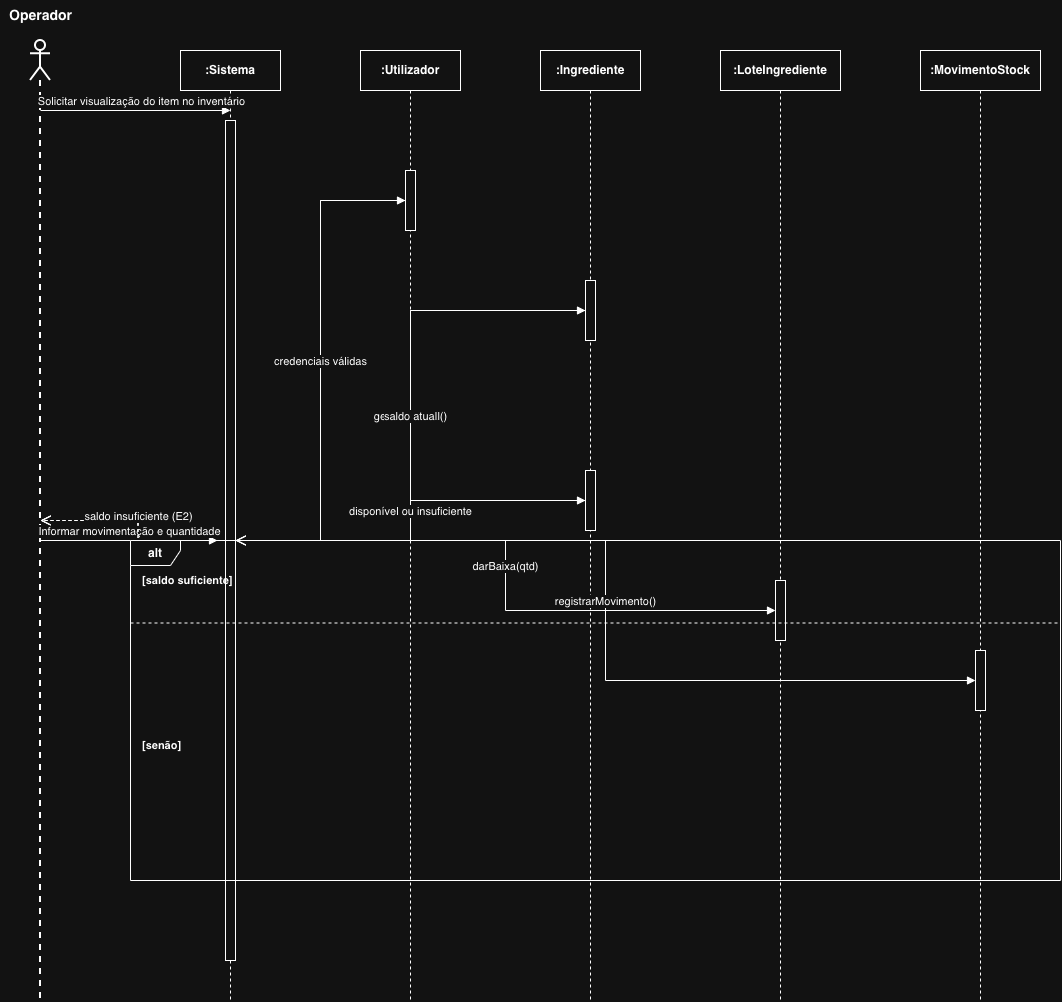 Operador
:Sistema
:Utilizador
:Ingrediente
:LoteIngrediente
:MovimentoStock
Solicitar visualização do item no inventário
credenciais válidas
saldo atuall()
disponível ou insuficiente
saldo insuficiente (E2)
Informar movimentação e quantidade
alt
[saldo suficiente]
darBaixa(qtd)
registrarMovimento()
[senão]